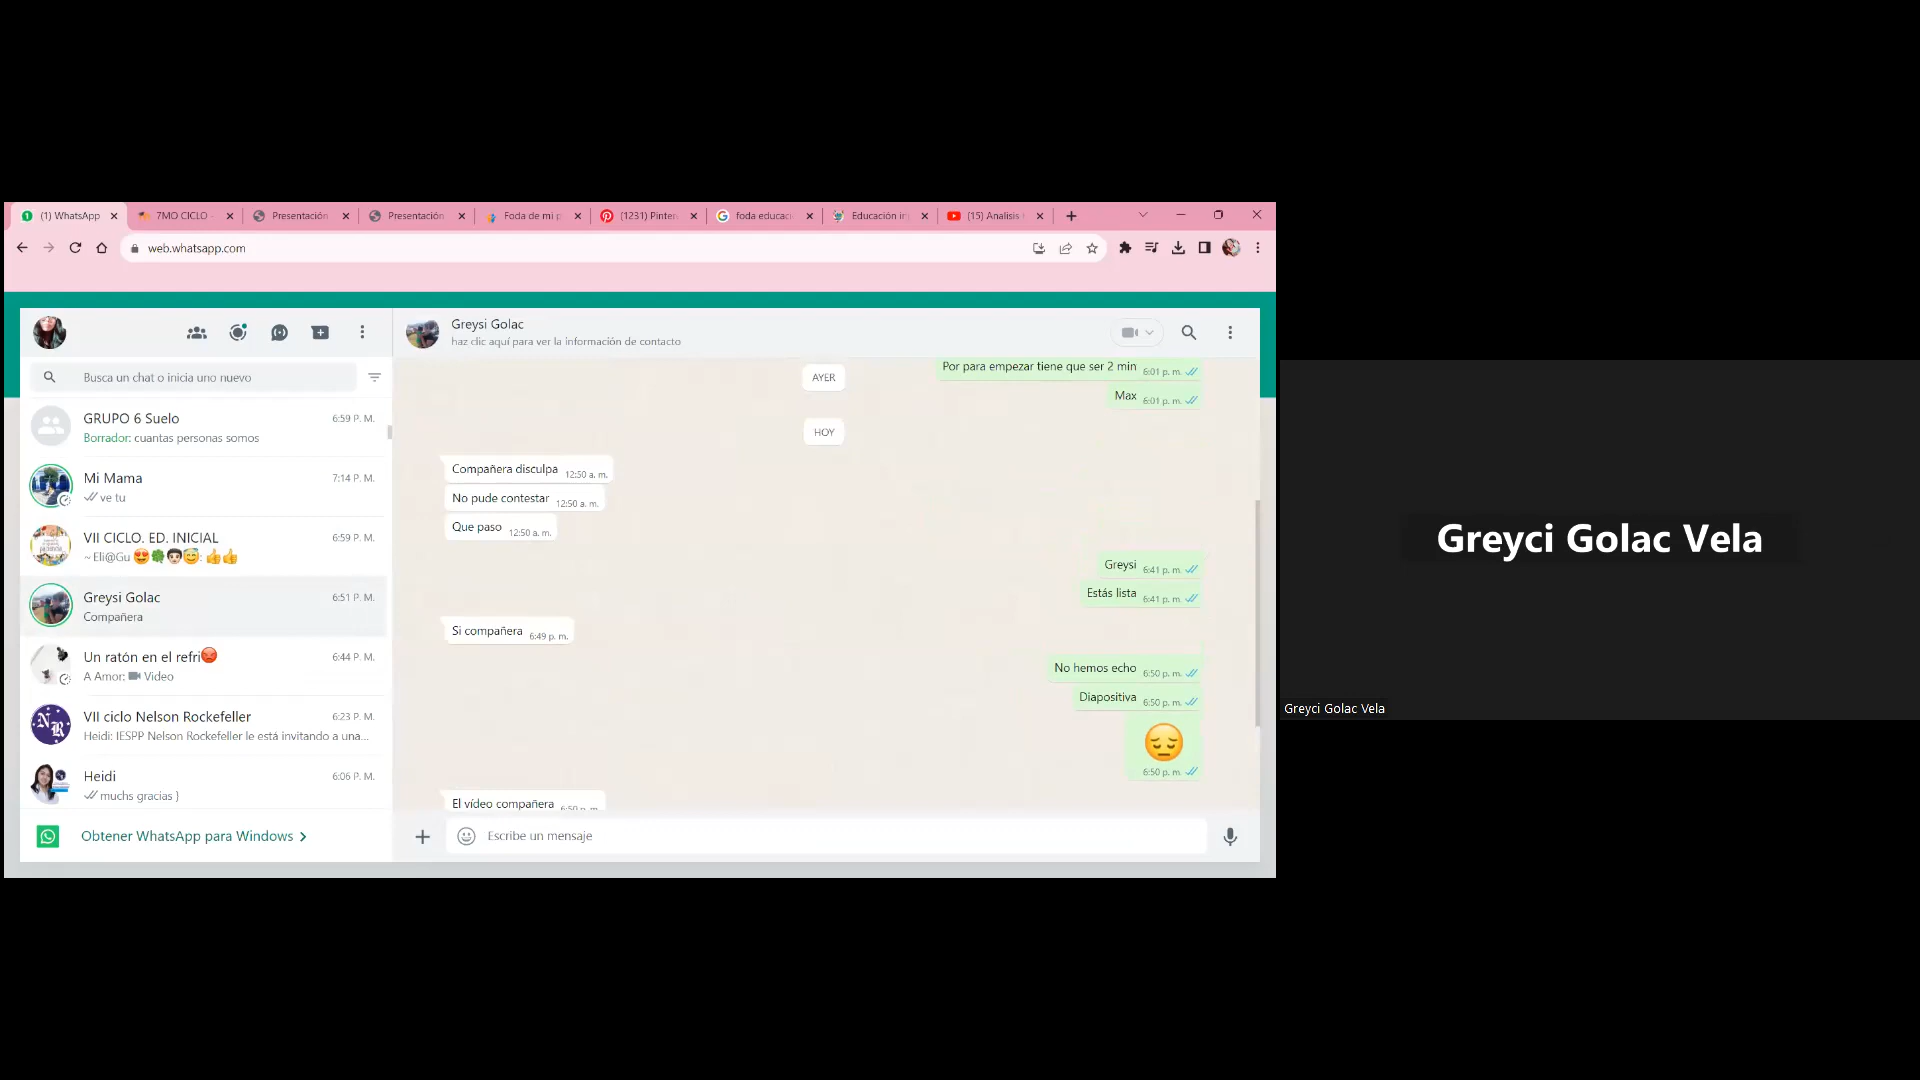 (1) WhatsApp
7MO CICLO -
Presentación
Presentación
Foda de mi p
(1231) Pinter
foda educaci
Educación in
(15) Analisis
web.whatsapp.com
Busca un chat o inicia uno nuevo
GRUPO 6 Suelo 6:59 P. M.
Borrador: cuantas personas somos
Mi Mama 7:14 P. M.
ve tu
VII CICLO. ED. INICIAL 6:59 P. M.
~ Eli@Gu 😍🍀👨🏻😇: 👍👍
Greysi Golac 6:51 P. M.
Compañera
Un ratón en el refri😡 6:44 P. M.
A Amor: Video
VII ciclo Nelson Rockefeller 6:23 P. M.
Heidi: IESPP Nelson Rockefeller le está invitando a una...
NR
Heidi 6:06 P. M.
muchs gracias )
Obtener WhatsApp para Windows
Greysi Golac
haz clic aquí para ver la información de contacto
Por para empezar tiene que ser 2 min 6:01 p. m.
AYER
Max 6:01 p. m.
HOY
Compañera disculpa 12:50 a. m.
No pude contestar 12:50 a. m.
Que paso 12:50 a. m.
Greysi 6:41 p. m.
Estás lista 6:41 p. m.
Si compañera 6:49 p. m.
No hemos echo 6:50 p. m.
Diapositiva 6:50 p. m.
😔
6:50 p. m.
El vídeo compañera 6:50 p. m.
Escribe un mensaje
Greyci Golac Vela
Greyci Golac Vela